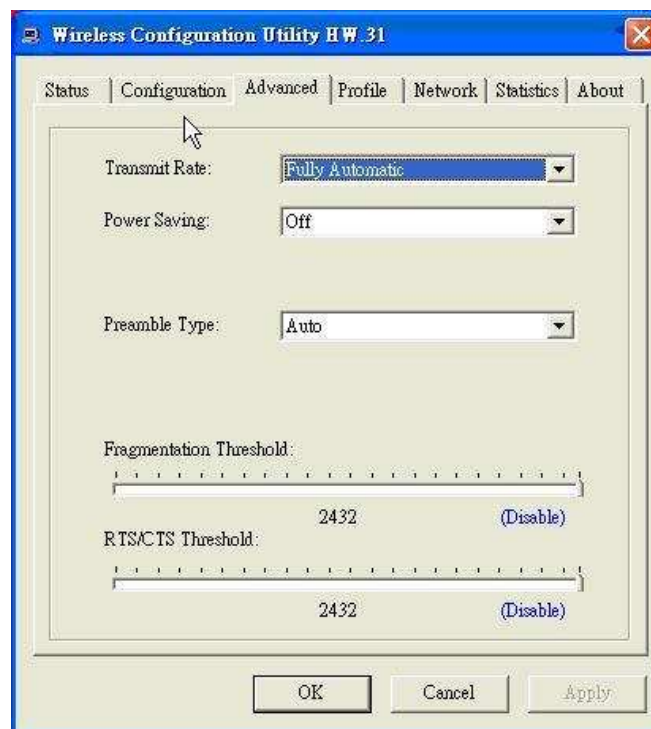 Wireless Configuration Utility HW.31
Status Configuration Advanced Profile Network Statistics About
Transmit Rate: Fully Automatic
Power Saving: Off
Preamble Type: Auto
Fragmentation Threshold:
2432 (Disable)
RTS/CTS Threshold:
2432 (Disable)
OK Cancel Apply